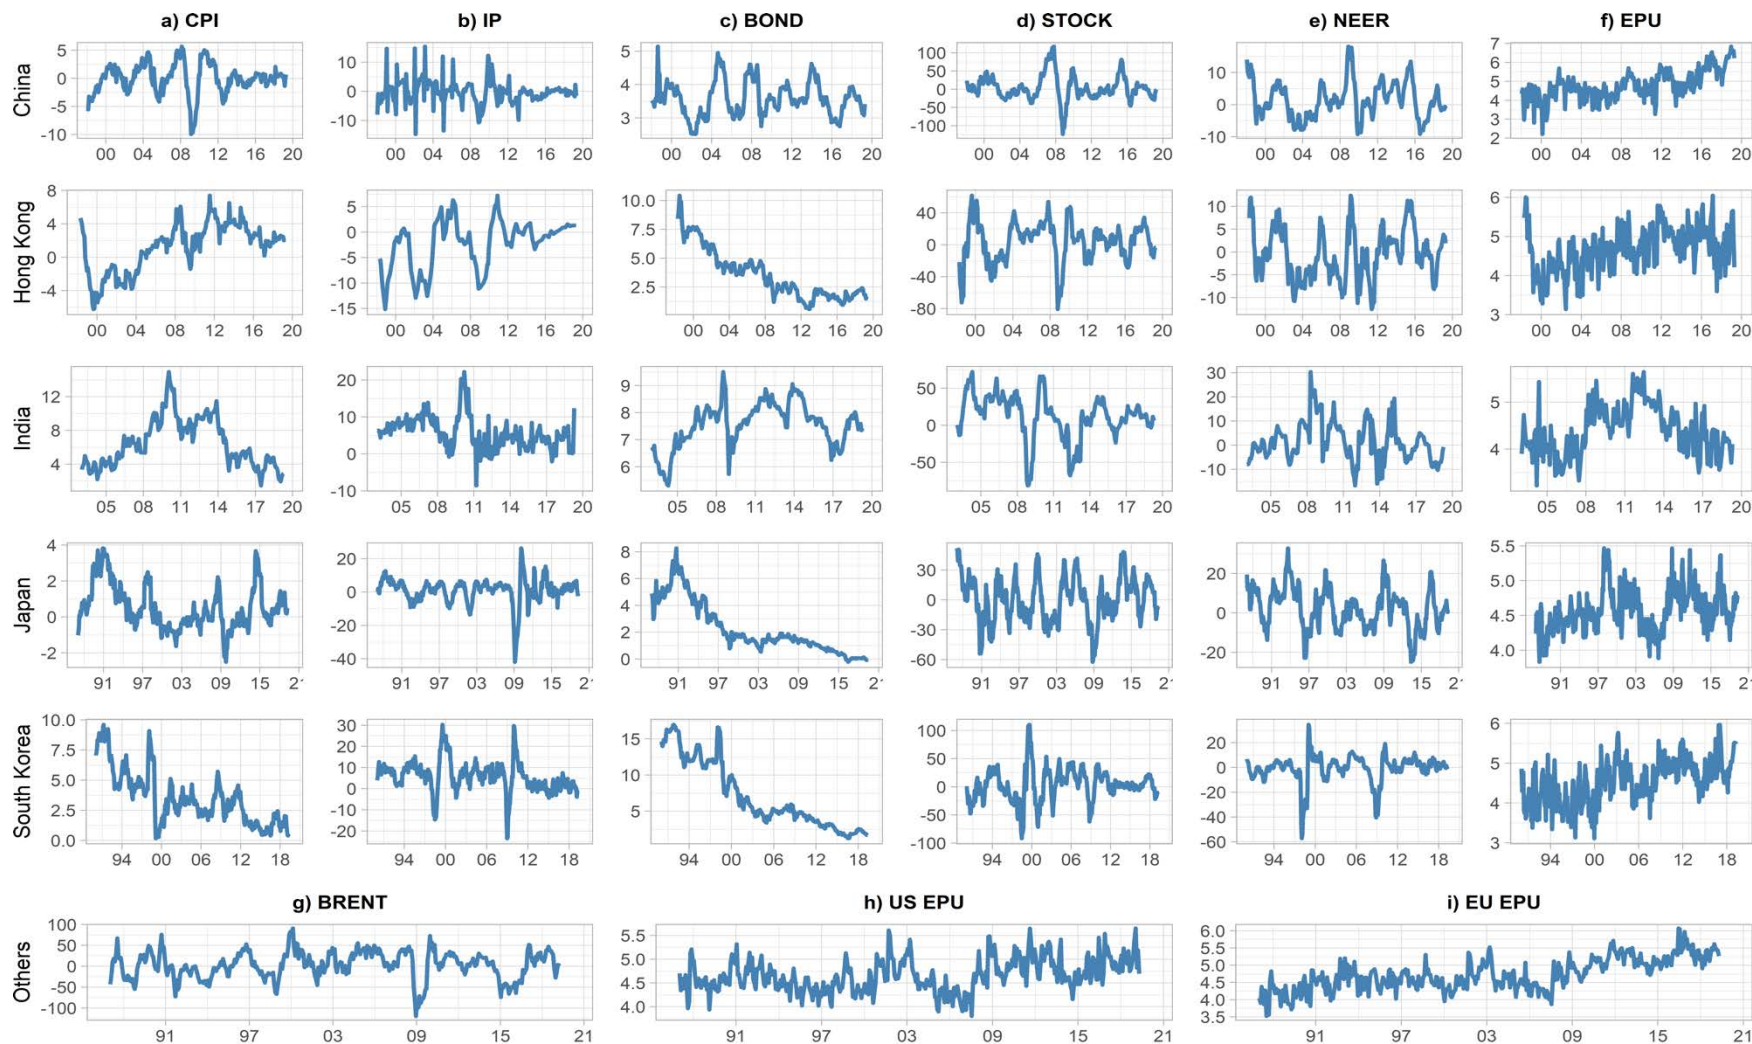 a) CPI b) IP c) BOND d) STOCK e) NEER f) EPU
China
5 0 -5 -10
00 04 08 12 16 20
10 0 -10
00 04 08 12 16 20
5 4 3
00 04 08 12 16 20
100 50 0 -50 -100
00 04 08 12 16 20
10 0 -10
00 04 08 12 16 20
7 6 5 4 3 2
00 04 08 12 16 20
Hong Kong
8 4 0 -4
00 04 08 12 16 20
5 0 -5 -10 -15
00 04 08 12 16 20
10.0 7.5 5.0 2.5
00 04 08 12 16 20
40 0 -40 -80
00 04 08 12 16 20
10 5 0 -5 -10
00 04 08 12 16 20
6 5 4 3
00 04 08 12 16 20
India
12 8 4
05 08 11 14 17 20
20 10 0 -10
05 08 11 14 17 20
9 8 7 6
05 08 11 14 17 20
50 0 -50
05 08 11 14 17 20
30 20 10 0 -10
05 08 11 14 17 20
5 4
05 08 11 14 17 20
Japan
4 2 0 -2
91 97 03 09 15
20 0 -20 -40
91 97 03 09 15
8 6 4 2 0
91 97 03 09 15 21
30 0 -30 -60
91 97 03 09 15 21
20 0 -20
91 97 03 09 15
5.5 5.0 4.5 4.0
91 97 03 09 15
South Korea
10.0 7.5 5.0 2.5 0.0
94 00 06 12 18
30 20 10 0 -10 -20
94 00 06 12 18
15 10 5
94 00 06 12 18
100 50 0 -50 -100
94 00 06 12 18
20 0 -20 -40 -60
94 00 06 12 18
6 5 4 3
94 00 06 12 18
g) BRENT h) US EPU i) EU EPU
Others
100 50 0 -50 -100
91 97 03 09 15 21
5.5 5.0 4.5 4.0
91 97 03 09 15 21
6.0 5.5 5.0 4.5 4.0 3.5
91 97 03 09 15 21